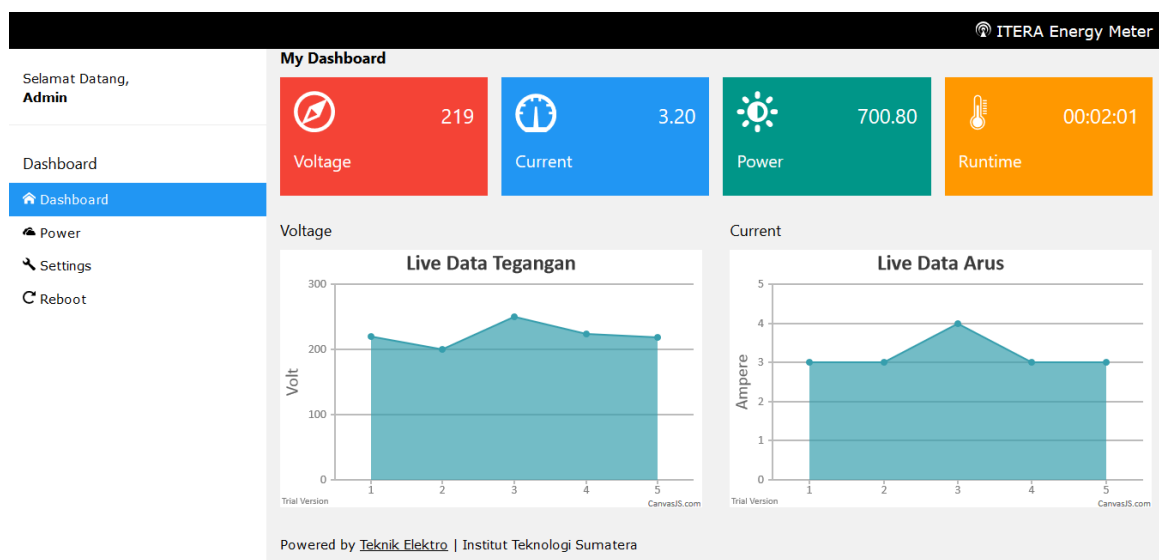 ITERA Energy Meter
Selamat Datang,
Admin
Dashboard
Dashboard
Power
Settings
Reboot
My Dashboard
219
Voltage
3.20
Current
700.80
Power
00:02:01
Runtime
Voltage
Live Data Tegangan
300
200
100
0
Volt
1 2 3 4 5
Trial Version
CanvasJS.com
Current
Live Data Arus
5
4
3
2
1
0
Ampere
1 2 3 4 5
Trial Version
CanvasJS.com
Powered by Teknik Elektro | Institut Teknologi Sumatera